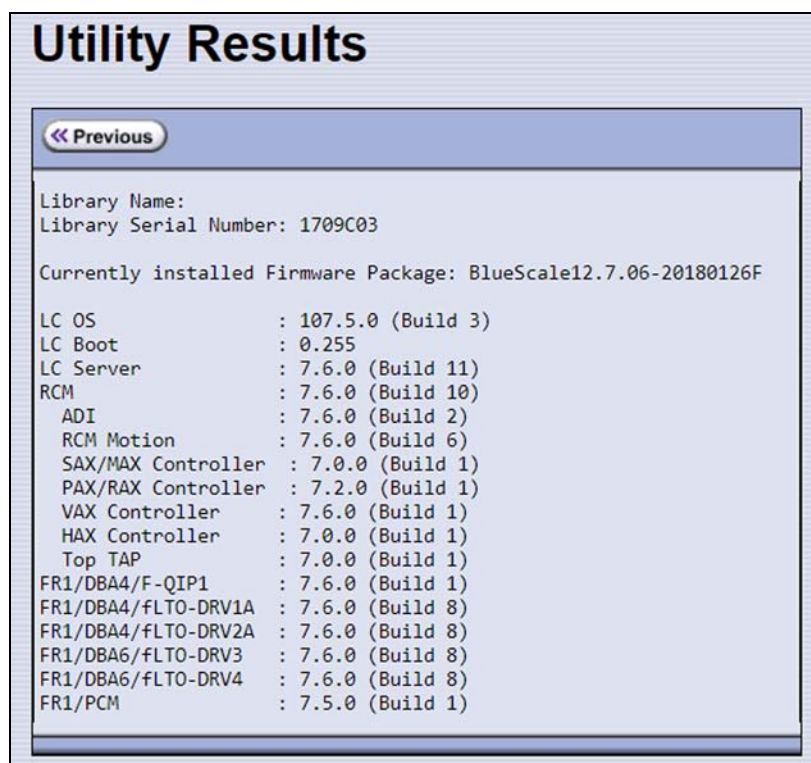 Utility Results
Previous
Library Name:
Library Serial Number: 1709C03
Currently installed Firmware Package: BlueScale12.7.06-20180126F
LC OS : 107.5.0 (Build 3)
LC Boot : 0.255
LC Server : 7.6.0 (Build 11)
RCM : 7.6.0 (Build 10)
ADI : 7.6.0 (Build 2)
RCM Motion : 7.6.0 (Build 6)
SAX/MAX Controller : 7.0.0 (Build 1)
PAX/RAX Controller : 7.2.0 (Build 1)
VAX Controller : 7.6.0 (Build 1)
HAX Controller : 7.0.0 (Build 1)
Top TAP : 7.0.0 (Build 1)
FR1/DBA4/F-QIP1 : 7.6.0 (Build 1)
FR1/DBA4/fLTO-DRV1A : 7.6.0 (Build 8)
FR1/DBA4/fLTO-DRV2A : 7.6.0 (Build 8)
FR1/DBA6/fLTO-DRV3 : 7.6.0 (Build 8)
FR1/DBA6/fLTO-DRV4 : 7.6.0 (Build 8)
FR1/PCM : 7.5.0 (Build 1)